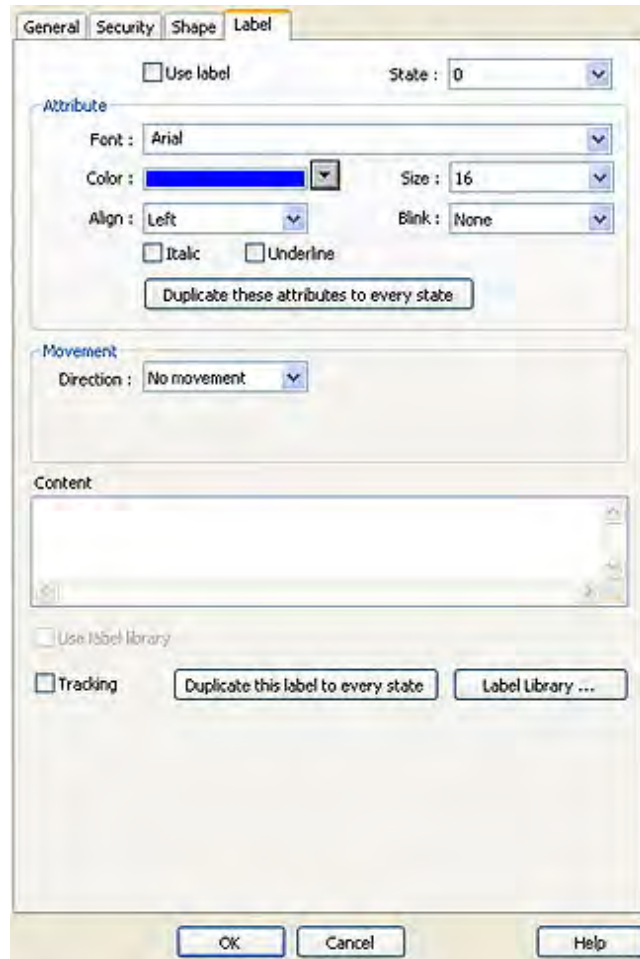 General Security Shape Label
Use label State : 0
Attribute
Font : Arial
Color : Size : 16
Align : Left Blink : None
Italic Underline
Duplicate these attributes to every state
Movement
Direction : No movement
Content
Use label library
Tracking Duplicate this label to every state Label Library ...
OK Cancel Help